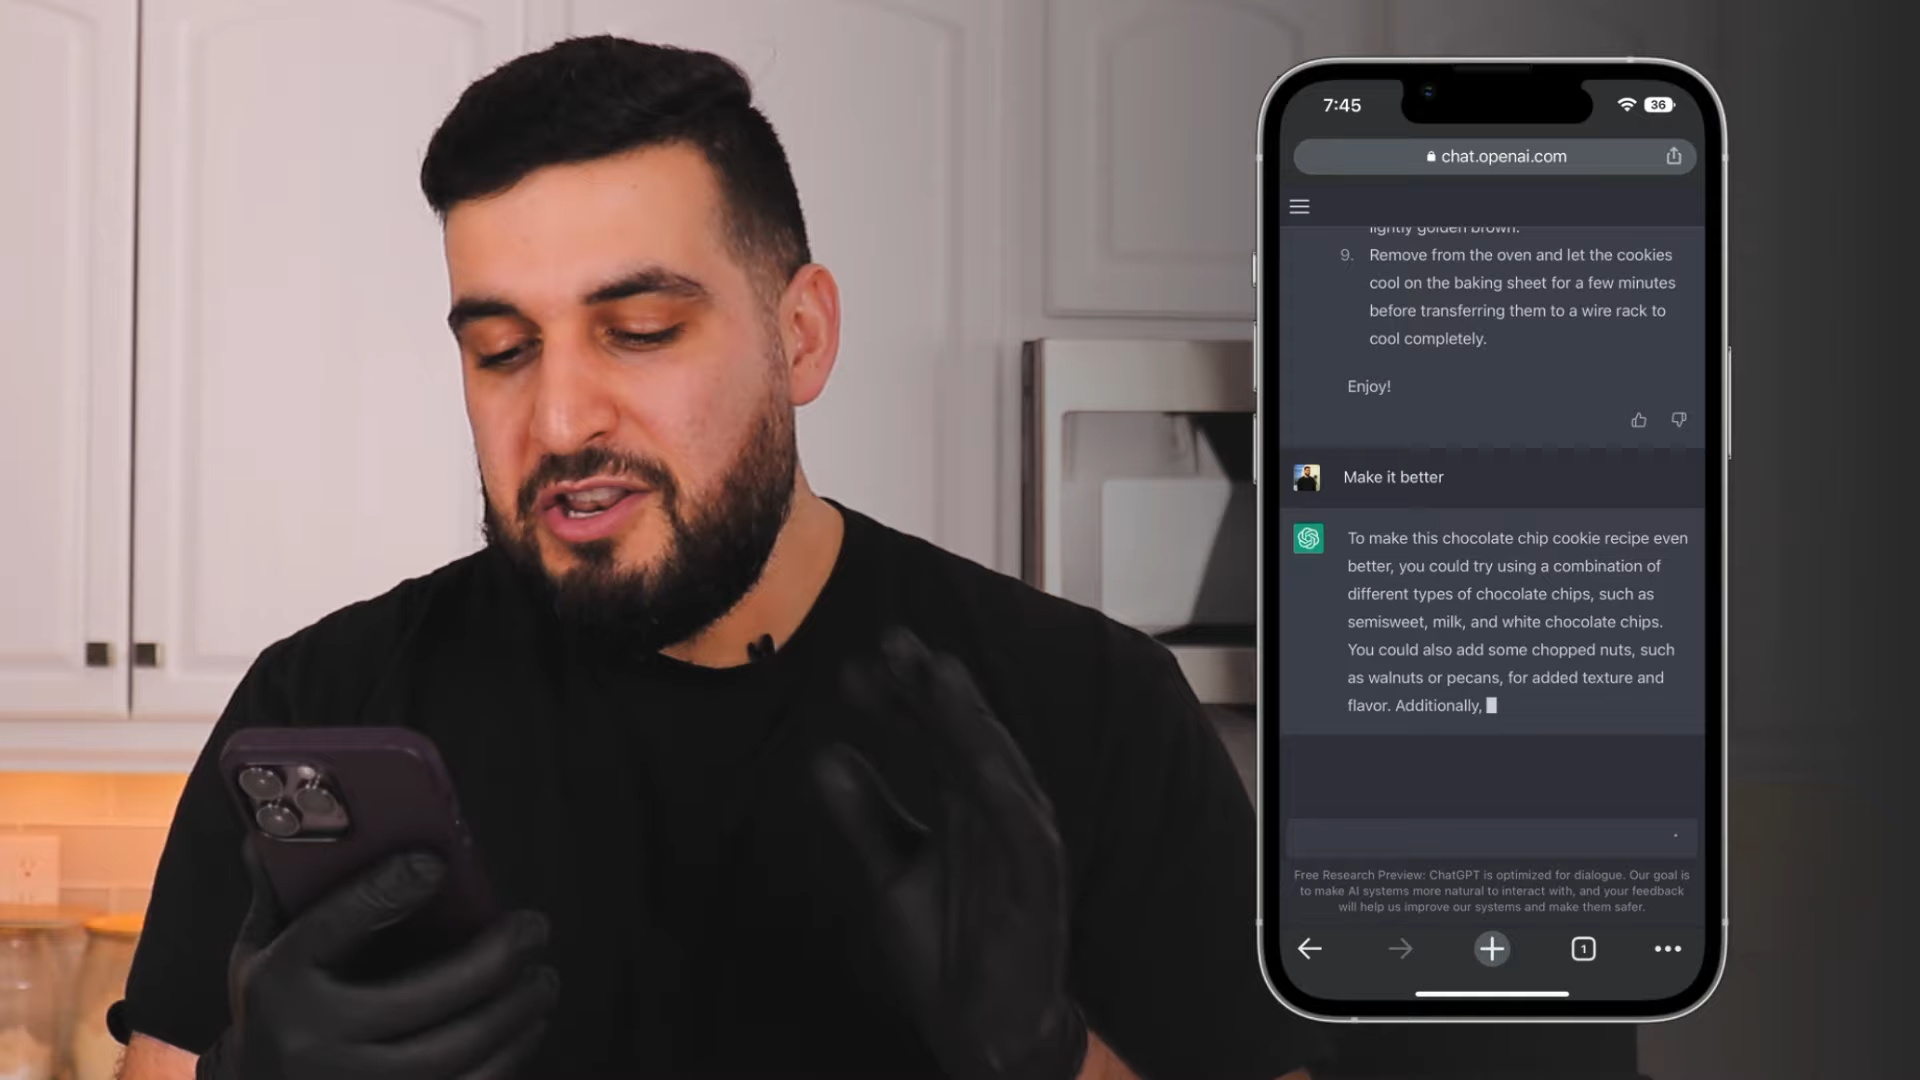 7:45
36
chat.openai.com
lightly golden brown.
9. Remove from the oven and let the cookies
cool on the baking sheet for a few minutes
before transferring them to a wire rack to
cool completely.
Enjoy!
Make it better
To make this chocolate chip cookie recipe even
better, you could try using a combination of
different types of chocolate chips, such as
semisweet, milk, and white chocolate chips.
You could also add some chopped nuts, such
as walnuts or pecans, for added texture and
flavor. Additionally,
Free Research Preview: ChatGPT is optimized for dialogue. Our goal is
to make AI systems more natural to interact with, and your feedback
will help us improve our systems and make them safer.
1